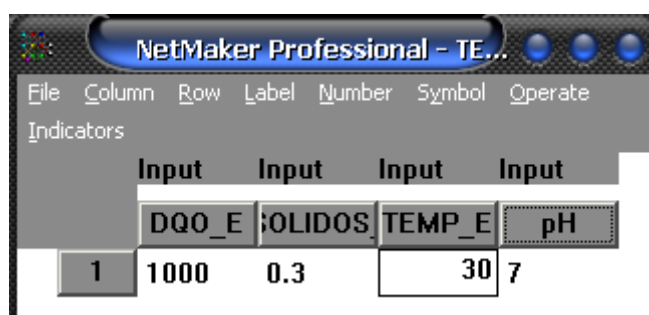 NetMaker Professional - TE...
File Column Row Label Number Symbol Operate
Indicators
Input Input Input Input
DQO_E SOLIDOS_ TEMP_E pH
1 1000 0.3 30 7